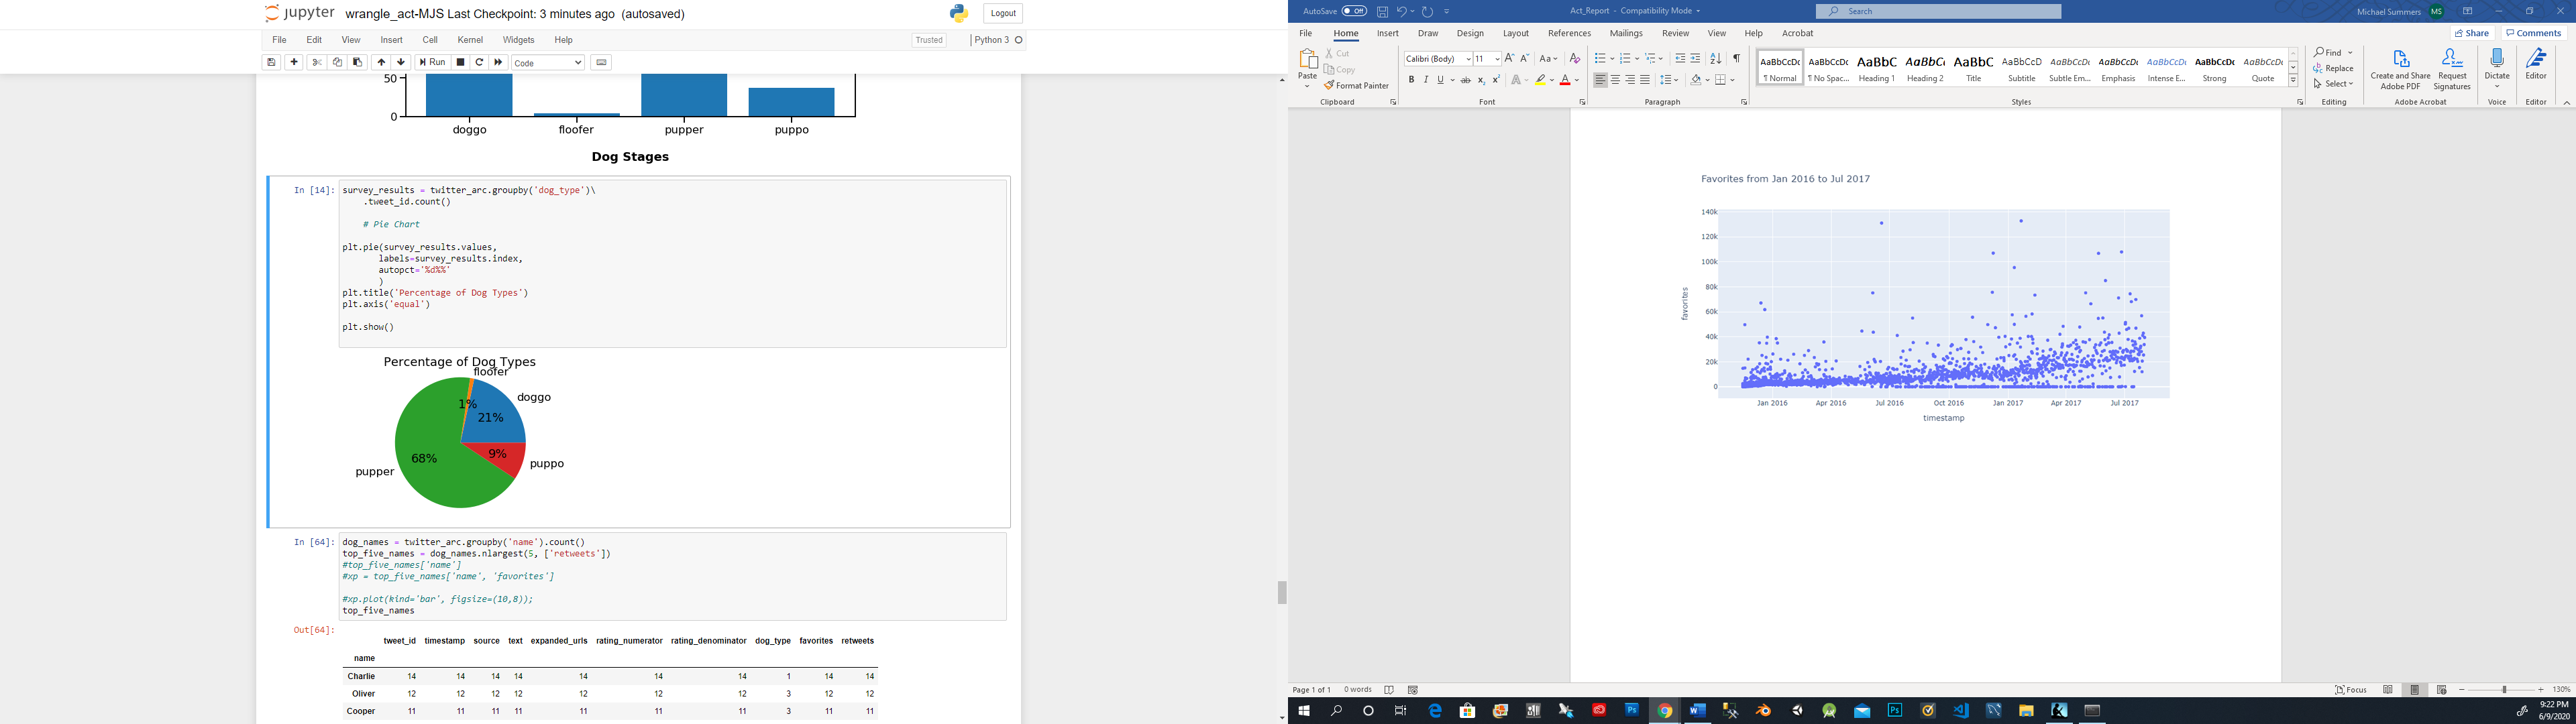 jupyter wrangle_act-MJS Last Checkpoint: 3 minutes ago (autosaved)
Logout
File Edit View Insert Cell Kernel Widgets Help
Trusted
Python 3
Run
Code
50
0
doggo floofer pupper puppo
Dog Stages
In [14]:
survey_results = twitter_arc.groupby('dog_type')\
.tweet_id.count()
# Pie Chart
plt.pie(survey_results.values,
labels=survey_results.index,
autopct='%d%%'
)
plt.title('Percentage of Dog Types')
plt.axis('equal')
plt.show()
Percentage of Dog Types
floofer
doggo
1%
21%
68%
9%
pupper
puppo
In [64]:
dog_names = twitter_arc.groupby('name').count()
top_five_names = dog_names.nlargest(5, ['retweets'])
#top_five_names['name']
#xp = top_five_names['name', 'favorites']
#xp.plot(kind='bar', figsize=(10,8));
top_five_names
Out[64]:
tweet_id timestamp source text expanded_urls rating_numerator rating_denominator dog_type favorites retweets
name
Charlie 14 14 14 14 14 14 14 1 14 14
Oliver 12 12 12 12 12 12 12 3 12 12
Cooper 11 11 11 11 11 11 11 3 11 11
AutoSave Off
Act_Report - Compatibility Mode
Search
Michael Summers MS
File Home Insert Draw Design Layout References Mailings Review View Help Acrobat
Share Comments
Paste
Cut
Copy
Format Painter
Clipboard
Calibri (Body) 11
Font
Paragraph
AaBbCcDc AaBbCcDc AaBbC AaBbCc AaBbC AaBbCcD AaBbCcDc AaBbCcDc AaBbCcDc AaBbCcDc AaBbCcDc
¶ Normal ¶ No Spac... Heading 1 Heading 2 Title Subtitle Subtle Em... Emphasis Intense E... Strong Quote
Styles
Find
Replace
Select
Editing
Create and Share Adobe PDF
Request Signatures
Adobe Acrobat
Dictate
Voice
Editor
Editor
Favorites from Jan 2016 to Jul 2017
140k
120k
100k
80k
60k
40k
20k
0
favorites
Jan 2016 Apr 2016 Jul 2016 Oct 2016 Jan 2017 Apr 2017 Jul 2017
timestamp
Page 1 of 1 0 words
Focus
130%
9:22 PM
6/9/2020